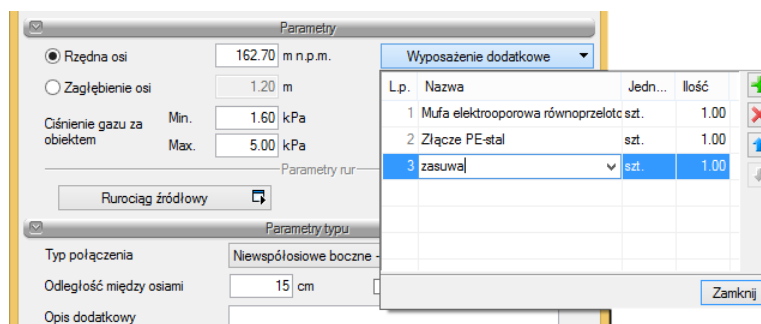 Parametry
Rzędna osi 162.70 m n.p.m. Wyposażenie dodatkowe
Zagłębienie osi 1.20 m
L.p. Nazwa Jedn... Ilość
1 Mufa elektrooporowa równoprzelotc szt. 1.00
2 Złącze PE-stal szt. 1.00
3 zasuwa szt. 1.00
Ciśnienie gazu za obiektem Min. 1.60 kPa
Max. 5.00 kPa
Parametry rur
Rurociąg źródłowy
Parametry typu
Typ połączenia Niewspółosiowe boczne -
Odległość między osiami 15 cm
Zamknij
Opis dodatkowy